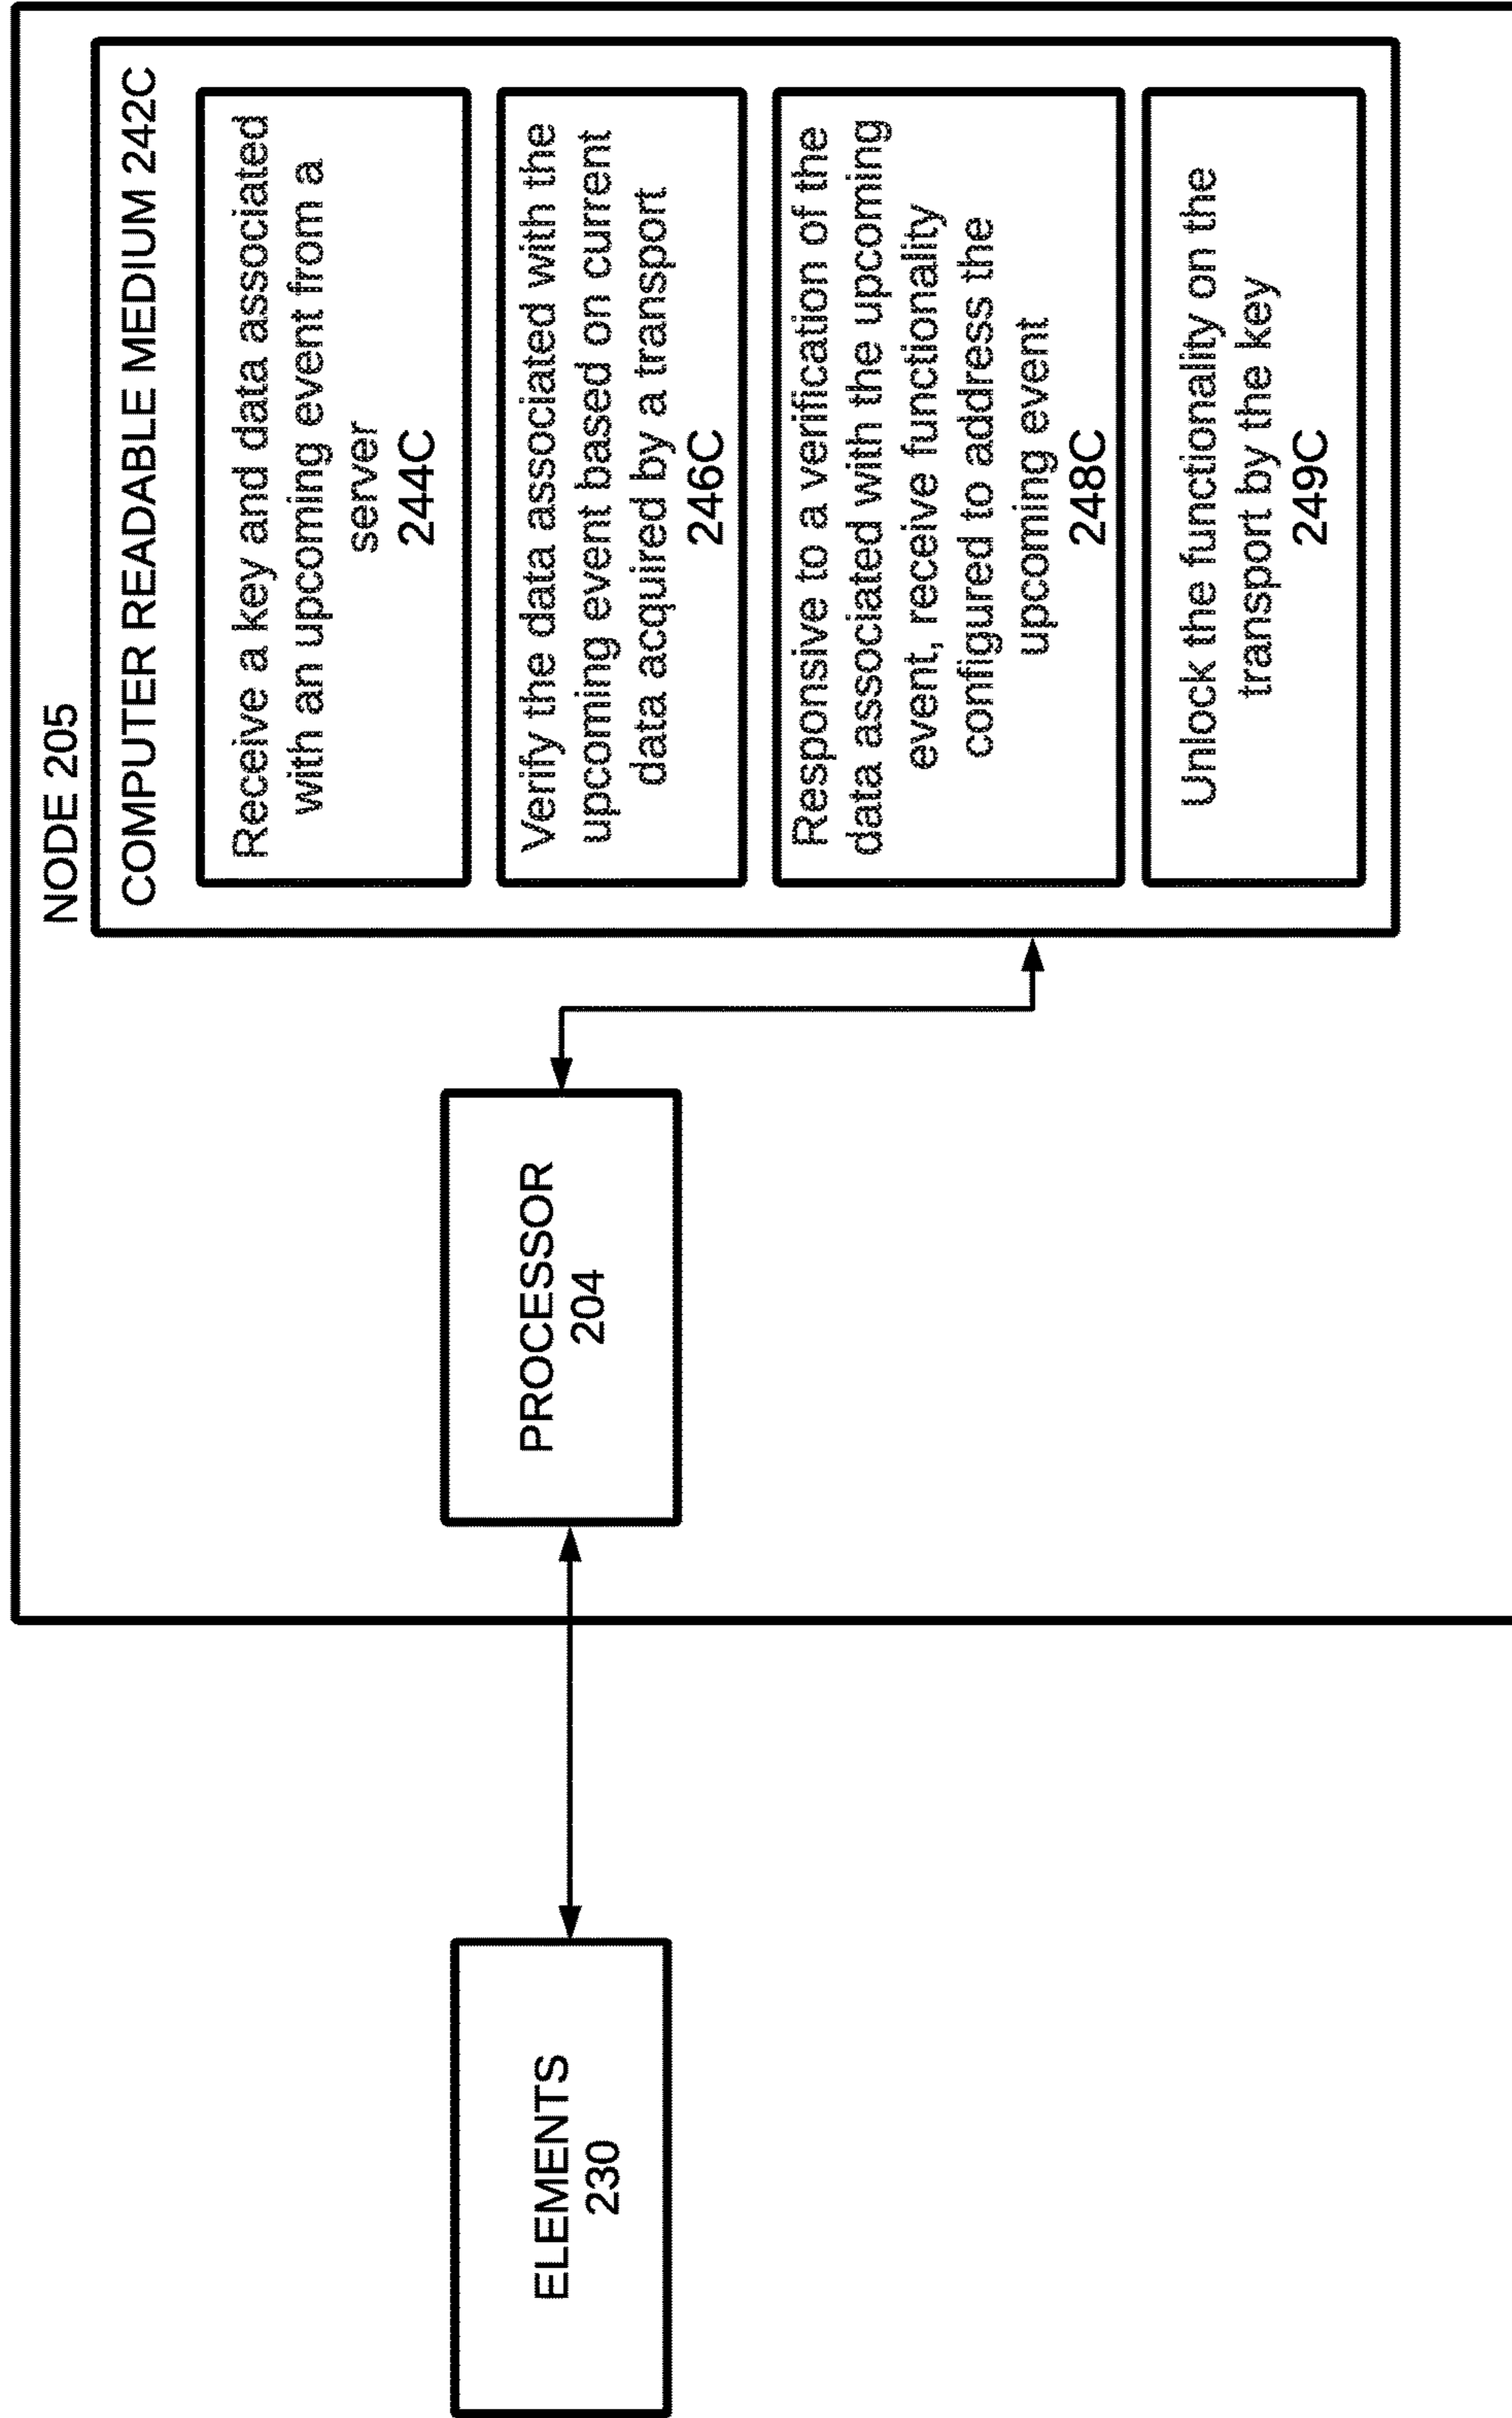 NODE 205
COMPUTER READABLE MEDIUM 242C
Receive a key and data associated
with an upcoming event from a
server
244C
Verify the data associated with the
upcoming event based on current
data acquired by a transport
246C
Responsive to a verification of the
data associated with the upcoming
event, receive functionality
configured to address the
upcoming event
248C
Unlock the functionality on the
transport by the key
249C
PROCESSOR
204
ELEMENTS
230